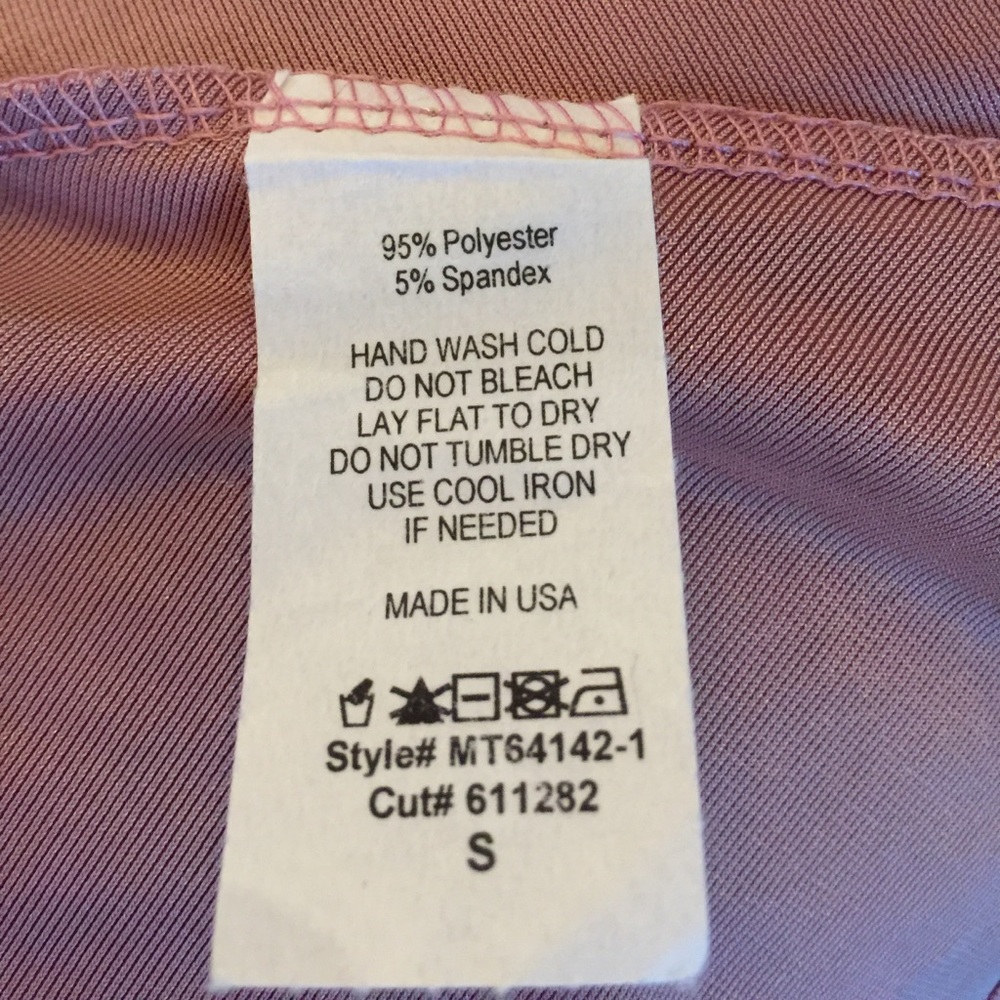 95% Polyester
5% Spandex
HAND WASH COLD
DO NOT BLEACH
LAY FLAT TO DRY
DO NOT TUMBLE DRY
USE COOL IRON
IF NEEDED
MADE IN USA
Style# MT64142-1
Cut# 611282
S